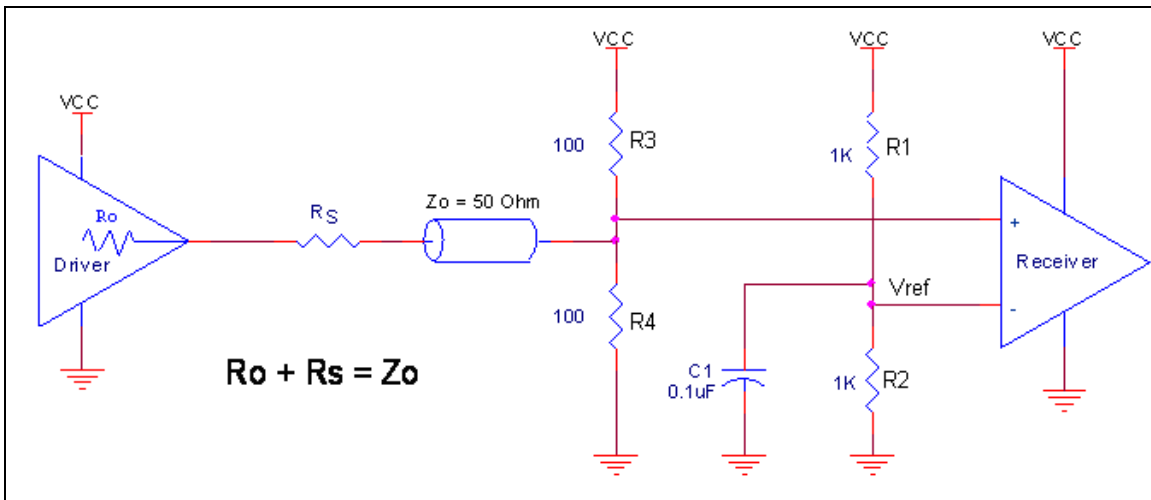 VCC
VCC
VCC
VCC
100
R3
1K
R1
Ro
Driver
RS
Zo = 50 Ohm
+
Receiver
Vref
-
100
R4
C1
0.1uF
1K
R2
Ro + Rs = Zo